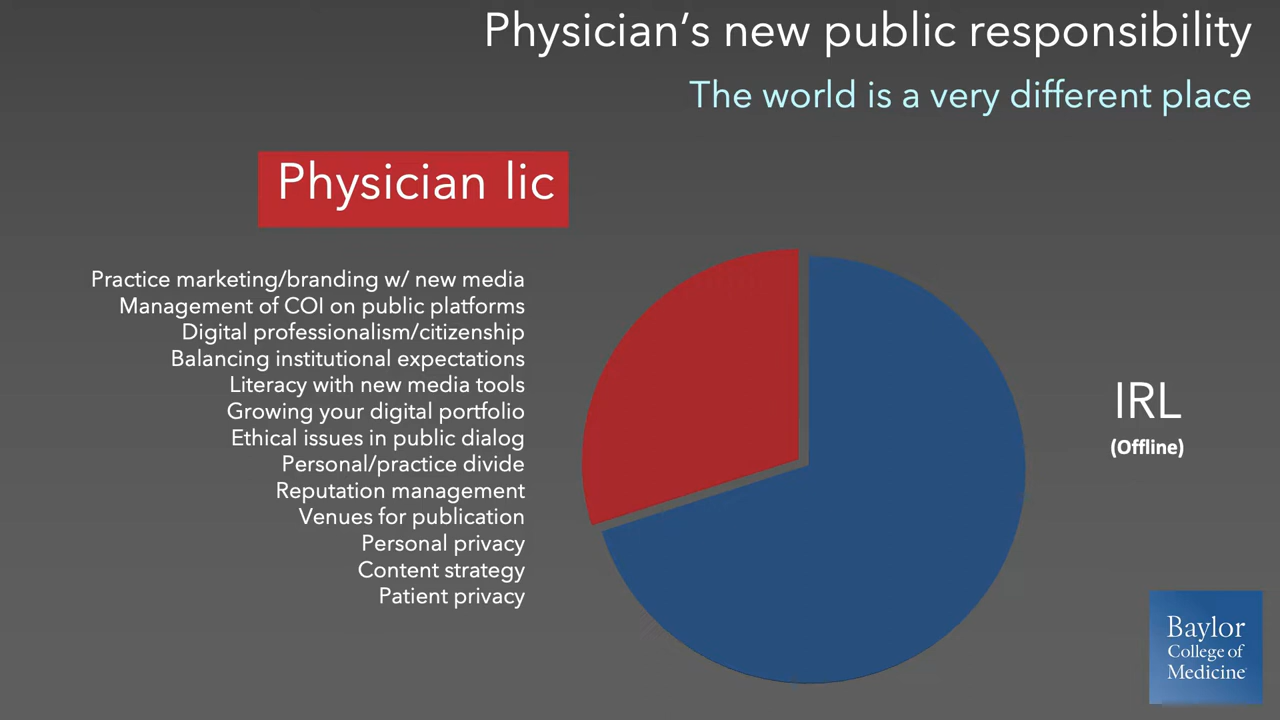 Physician’s new public responsibility
The world is a very different place
Physician lic
Practice marketing/branding w/ new media
Management of COI on public platforms
Digital professionalism/citizenship
Balancing institutional expectations
Literacy with new media tools
Growing your digital portfolio
Ethical issues in public dialog
Personal/practice divide
Reputation management
Venues for publication
Personal privacy
Content strategy
Patient privacy
IRL
(Offline)
Baylor
College of
Medicine